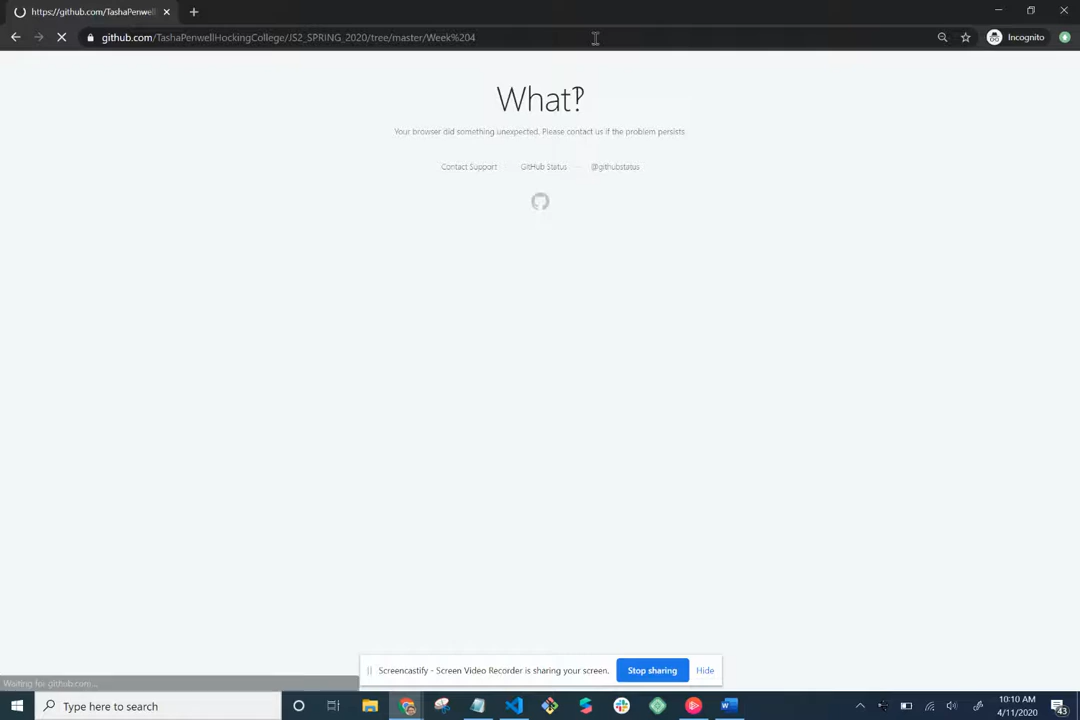 https://github.com/TashaPenwell
github.com/TashaPenwellHockingCollege/JS2_SPRING_2020/tree/master/Week%204
Incognito
What‽
Your browser did something unexpected. Please contact us if the problem persists
Contact Support — GitHub Status — @githubstatus
Screencastify - Screen Video Recorder is sharing your screen.
Stop sharing
Hide
Waiting for github.com...
Type here to search
10:10 AM
4/11/2020
43